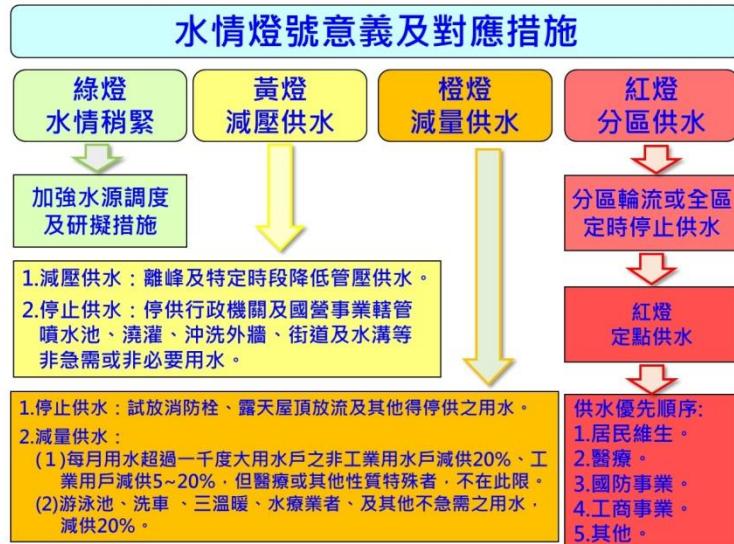 水情燈號意義及對應措施
綠燈
水情稍緊
黃燈
減壓供水
橙燈
減量供水
紅燈
分區供水
加強水源調度
及研擬措施
分區輪流或全區
定時停止供水
1.減壓供水：離峰及特定時段降低管壓供水。
2.停止供水：停供行政機關及國營事業轄管
噴水池、澆灌、沖洗外牆、街道及水溝等
非急需或非必要用水。
紅燈
定點供水
1.停止供水：試放消防栓、露天屋頂放流及其他得停供之用水。
2.減量供水：
(1)每月用水超過一千度大用水戶之非工業用水戶減供20%、工
業用戶減供5~20%，但醫療或其他性質特殊者，不在此限。
(2)游泳池、洗車、三溫暖、水療業者、及其他不急需之用水，
減供20%。
供水優先順序:
1.居民維生。
2.醫療。
3.國防事業。
4.工商事業。
5.其他。